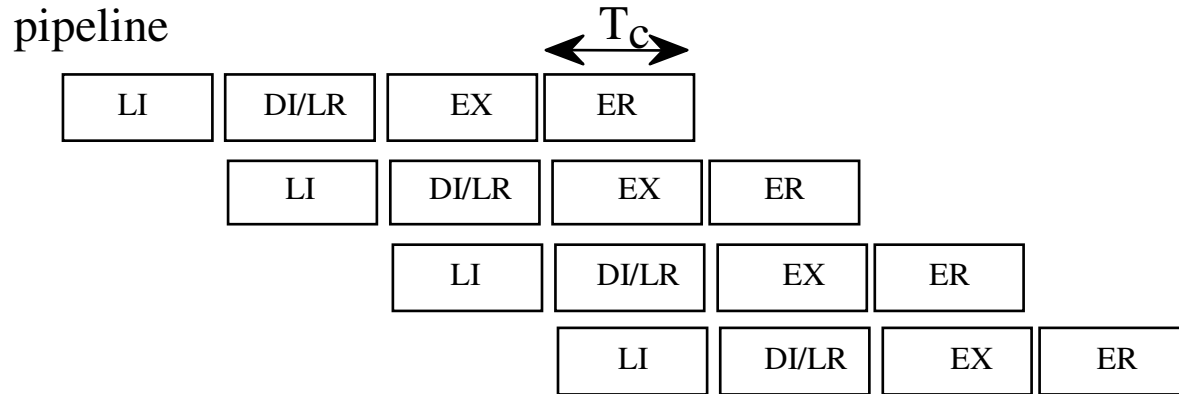 pipeline
Tc
LI DI/LR EX ER
LI DI/LR EX ER
LI DI/LR EX ER
LI DI/LR EX ER